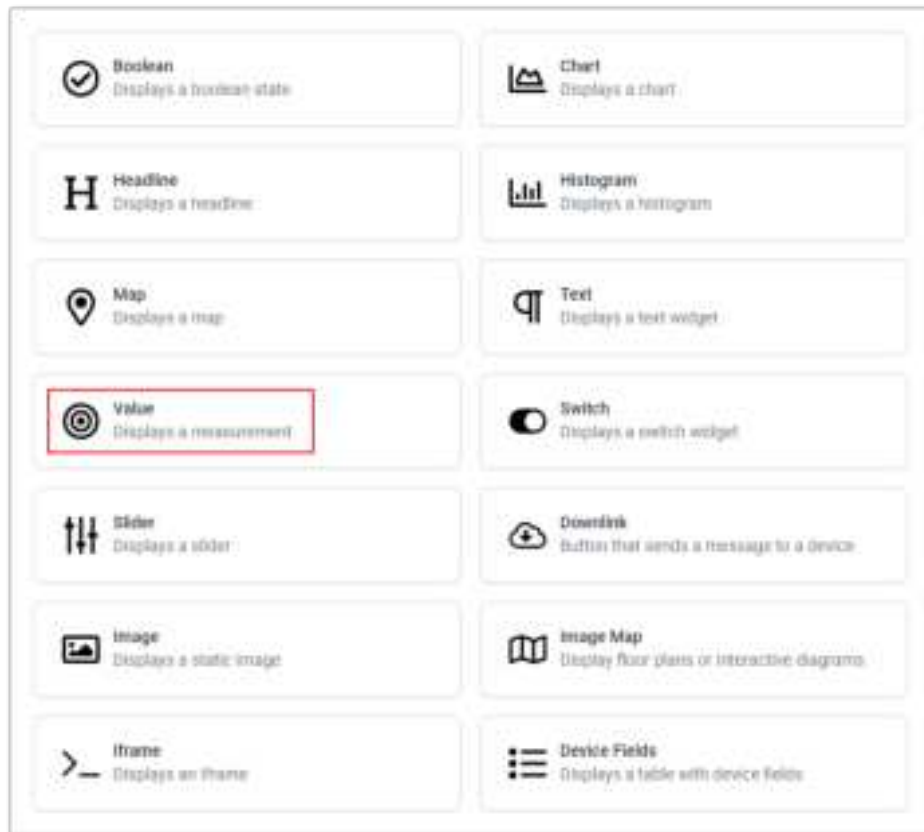 Boolean
Displays a boolean state
Chart
Displays a chart
Headline
Displays a headline
Histogram
Displays a histogram
Map
Displays a map
Text
Displays a text widget
Value
Displays a measurement
Switch
Displays a switch widget
Slider
Displays a slider
Downlink
Button that sends a message to a device
Image
Displays a static image
Image Map
Display floor plans or interactive diagrams
Iframe
Displays an iframe
Device Fields
Displays a table with device fields